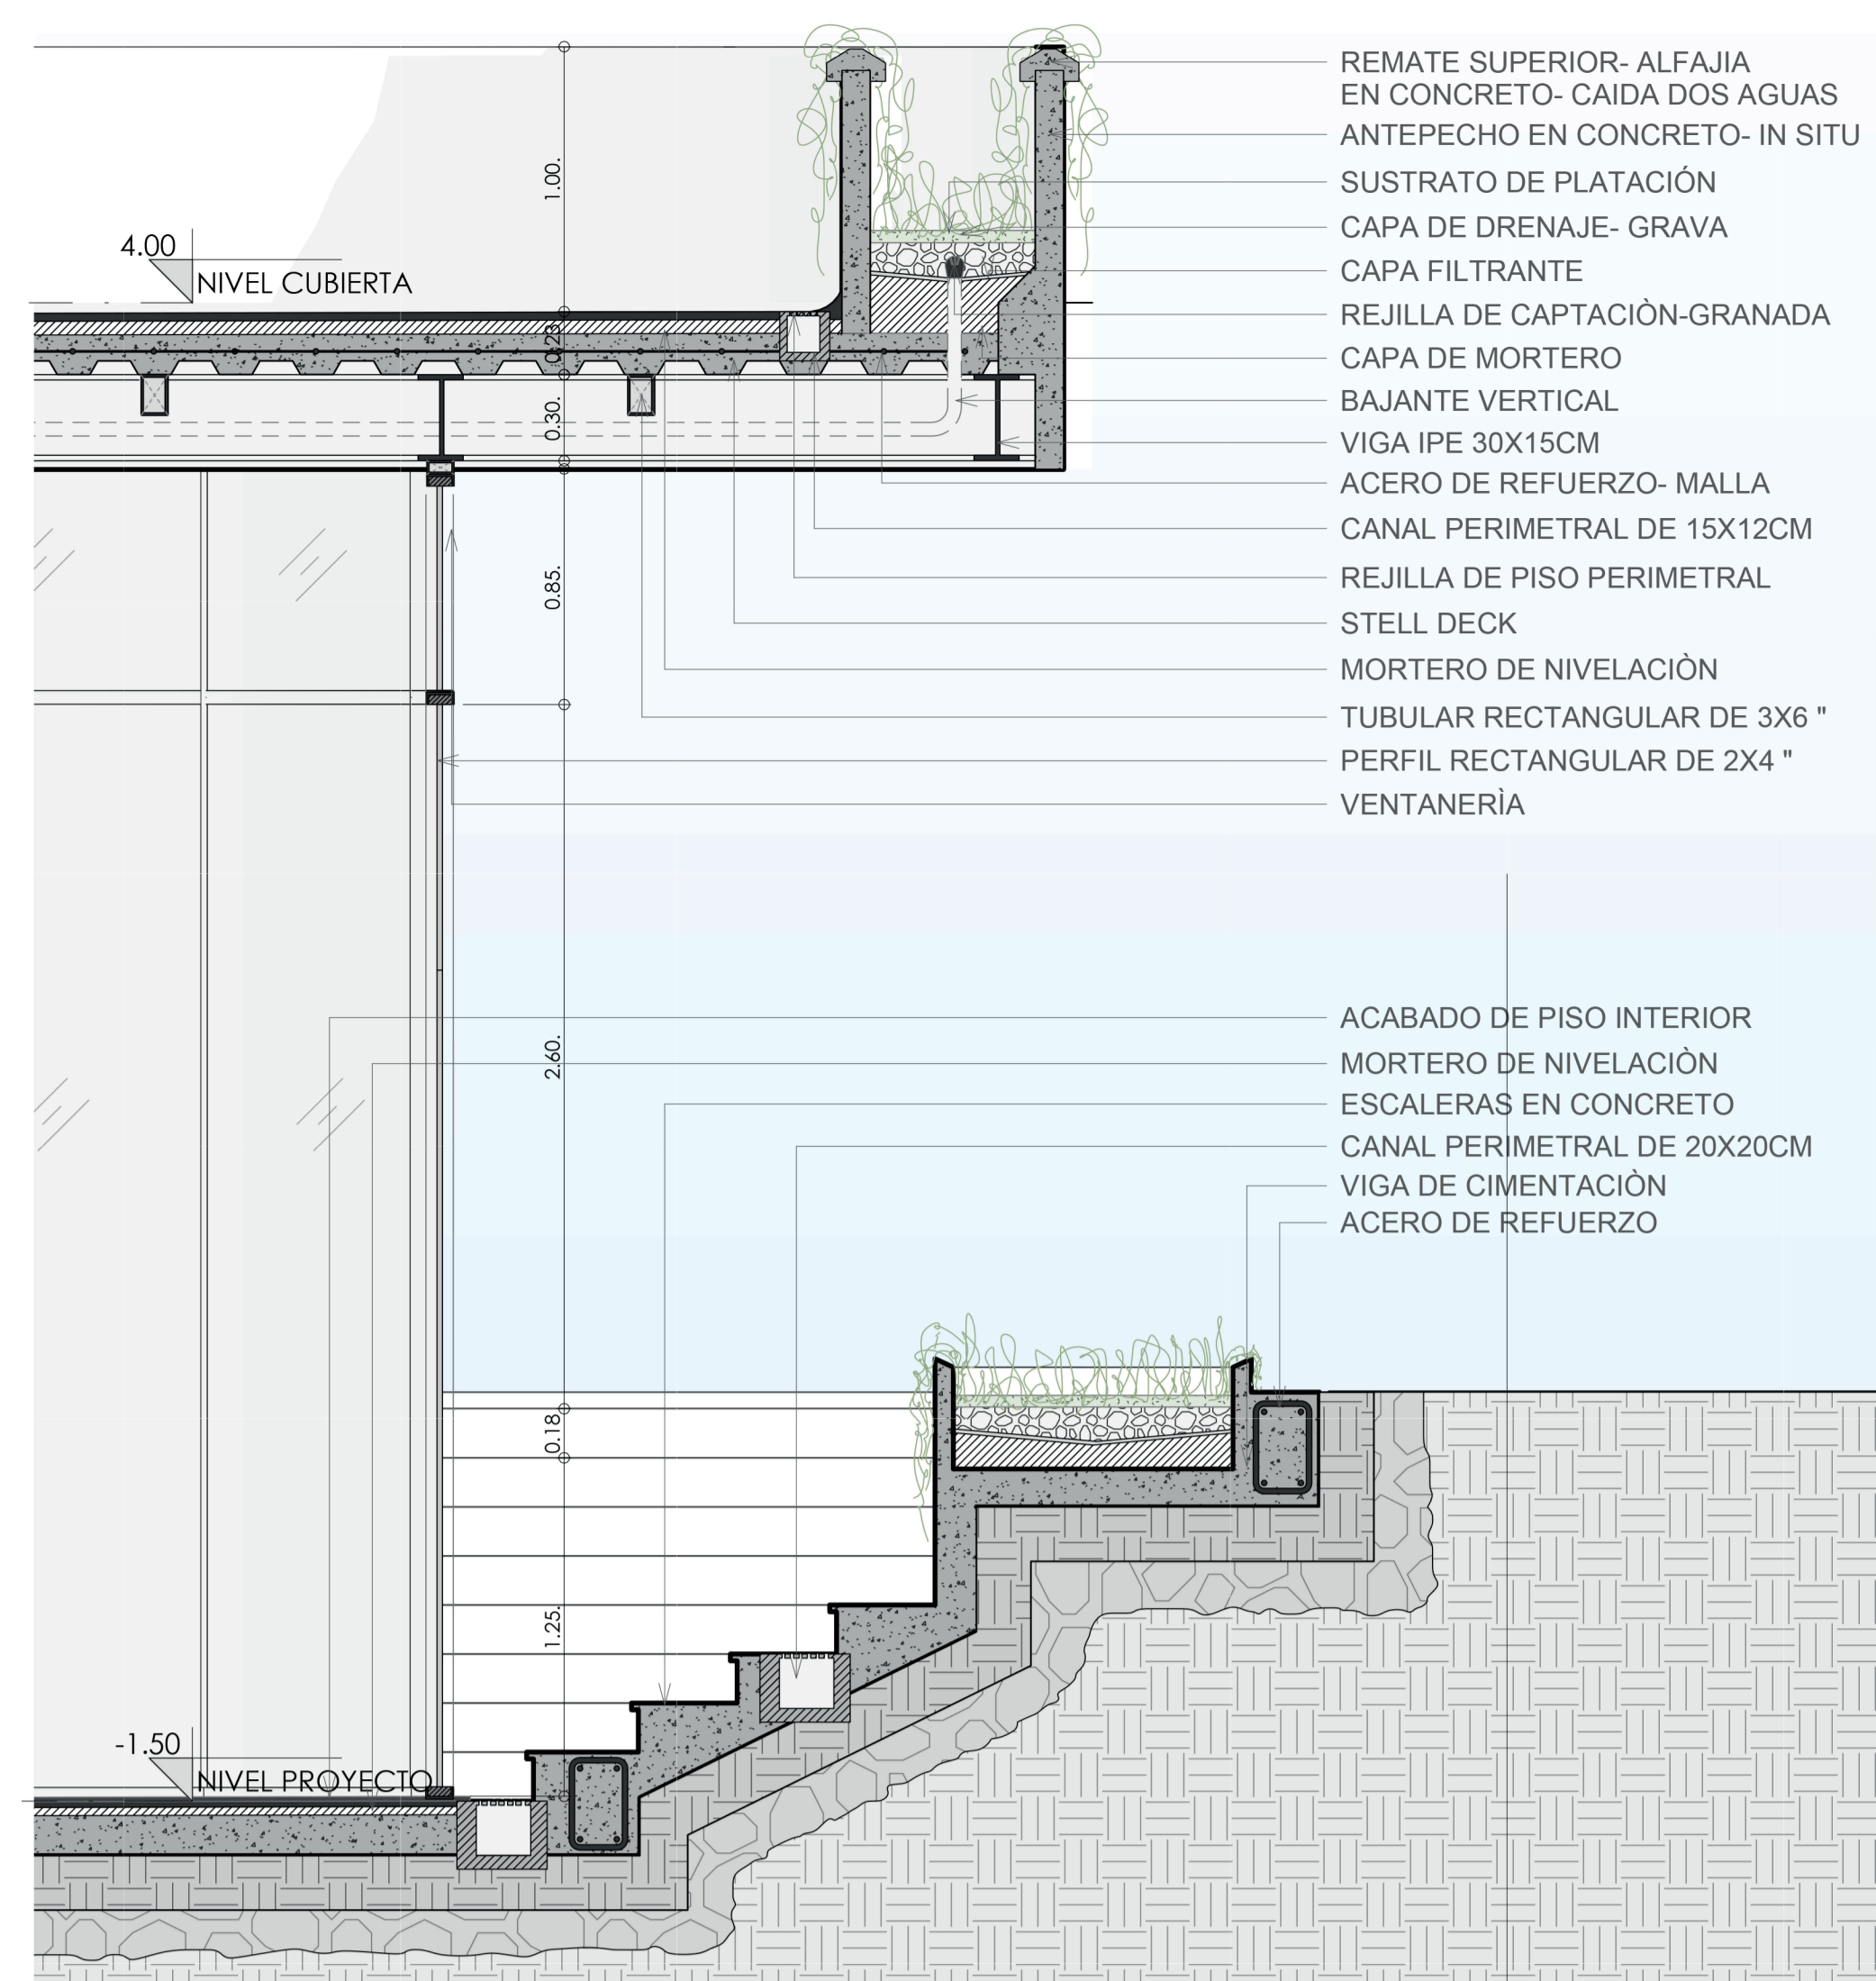 REMATE SUPERIOR- ALFAJIA
EN CONCRETO- CAIDA DOS AGUAS
ANTEPECHO EN CONCRETO- IN SITU
1.00.
SUSTRATO DE PLATACIÓN
CAPA DE DRENAJE- GRAVA
4.00
NIVEL CUBIERTA
CAPA FILTRANTE
REJILLA DE CAPTACIÒN-GRANADA
0.23
CAPA DE MORTERO
BAJANTE VERTICAL
0.30.
VIGA IPE 30X15CM
ACERO DE REFUERZO- MALLA
CANAL PERIMETRAL DE 15X12CM
REJILLA DE PISO PERIMETRAL
0.85.
STELL DECK
MORTERO DE NIVELACIÒN
TUBULAR RECTANGULAR DE 3X6 "
PERFIL RECTANGULAR DE 2X4 "
VENTANERÌA
ACABADO DE PISO INTERIOR
2.60.
MORTERO DE NIVELACIÒN
ESCALERAS EN CONCRETO
CANAL PERIMETRAL DE 20X20CM
VIGA DE CIMENTACIÒN
ACERO DE REFUERZO
0.18
1.25.
-1.50
NIVEL PROYECTO